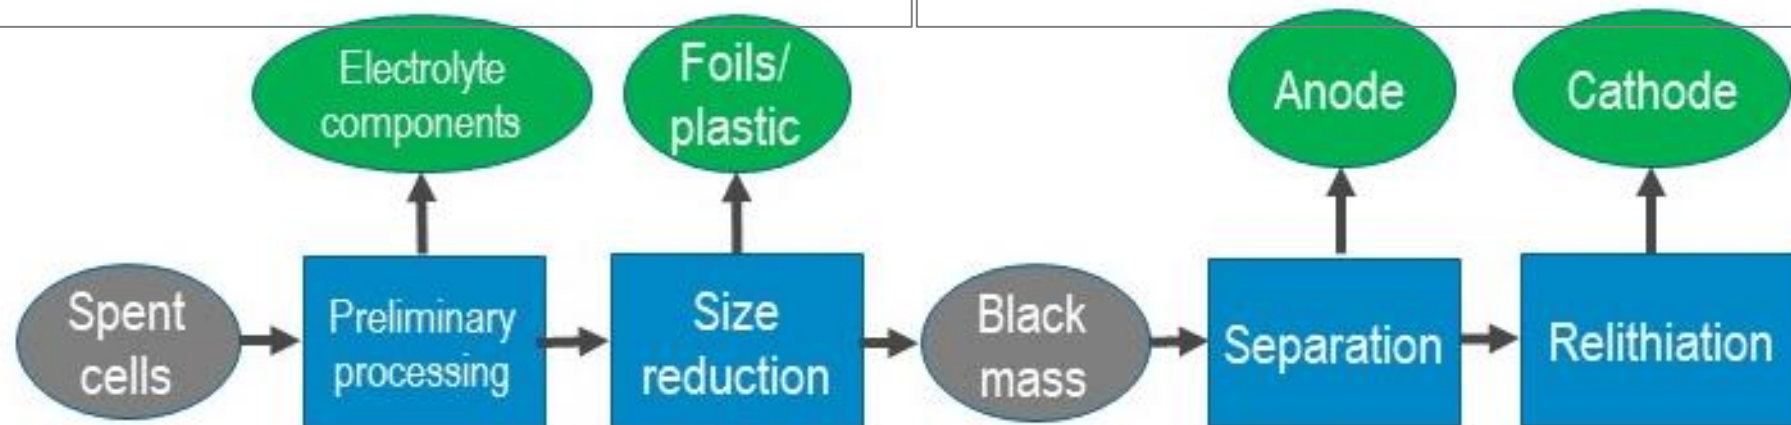 Electrolyte
components
Foils/
plastic
Anode
Cathode
Spent
cells
Preliminary
processing
Size
reduction
Black
mass
Separation
Relithiation